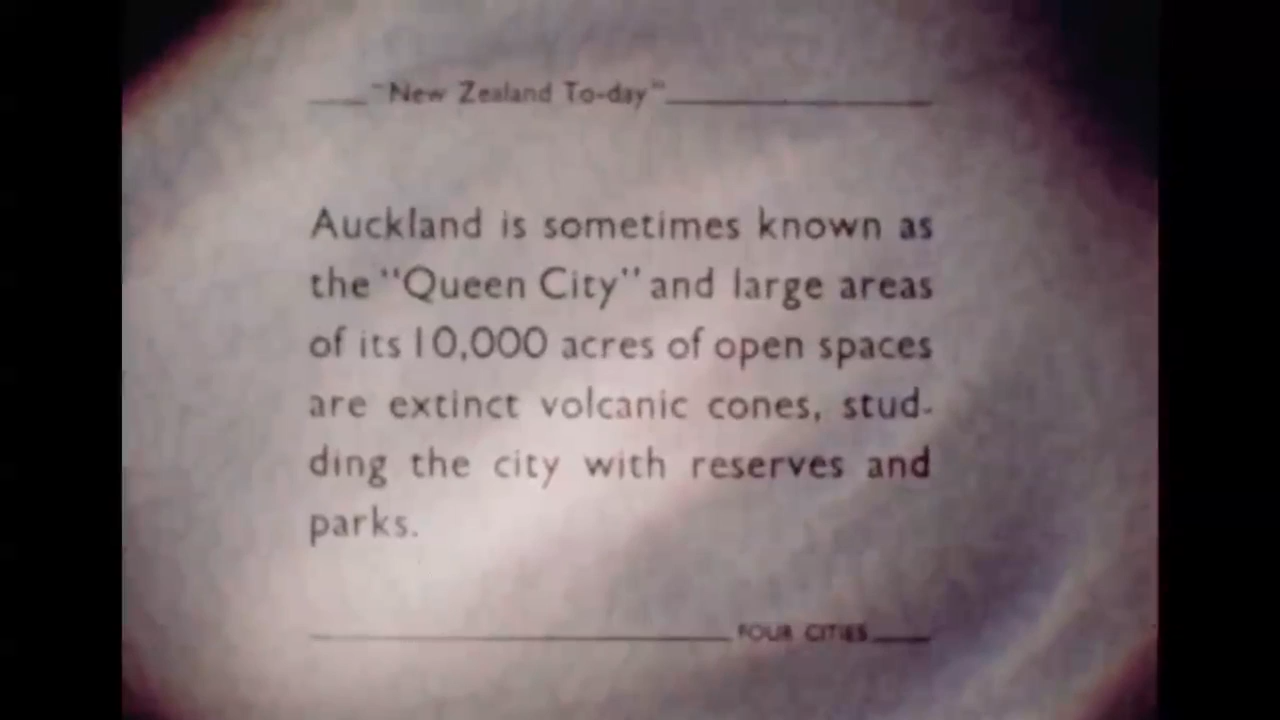 "New Zealand To-day"
Auckland is sometimes known as
the "Queen City" and large areas
of its 10,000 acres of open spaces
are extinct volcanic cones, stud-
ding the city with reserves and
parks.
FOUR CITIES